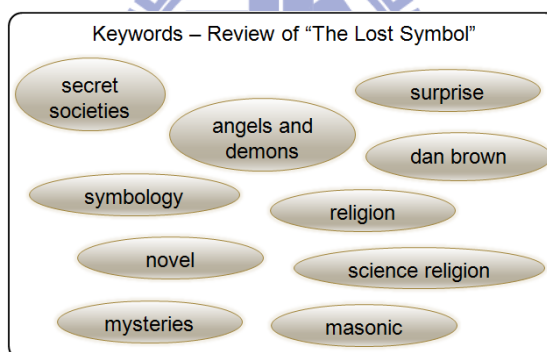 Keywords – Review of “The Lost Symbol”
secret
societies
surprise
angels and
demons
dan brown
symbology
religion
novel
science religion
mysteries
masonic